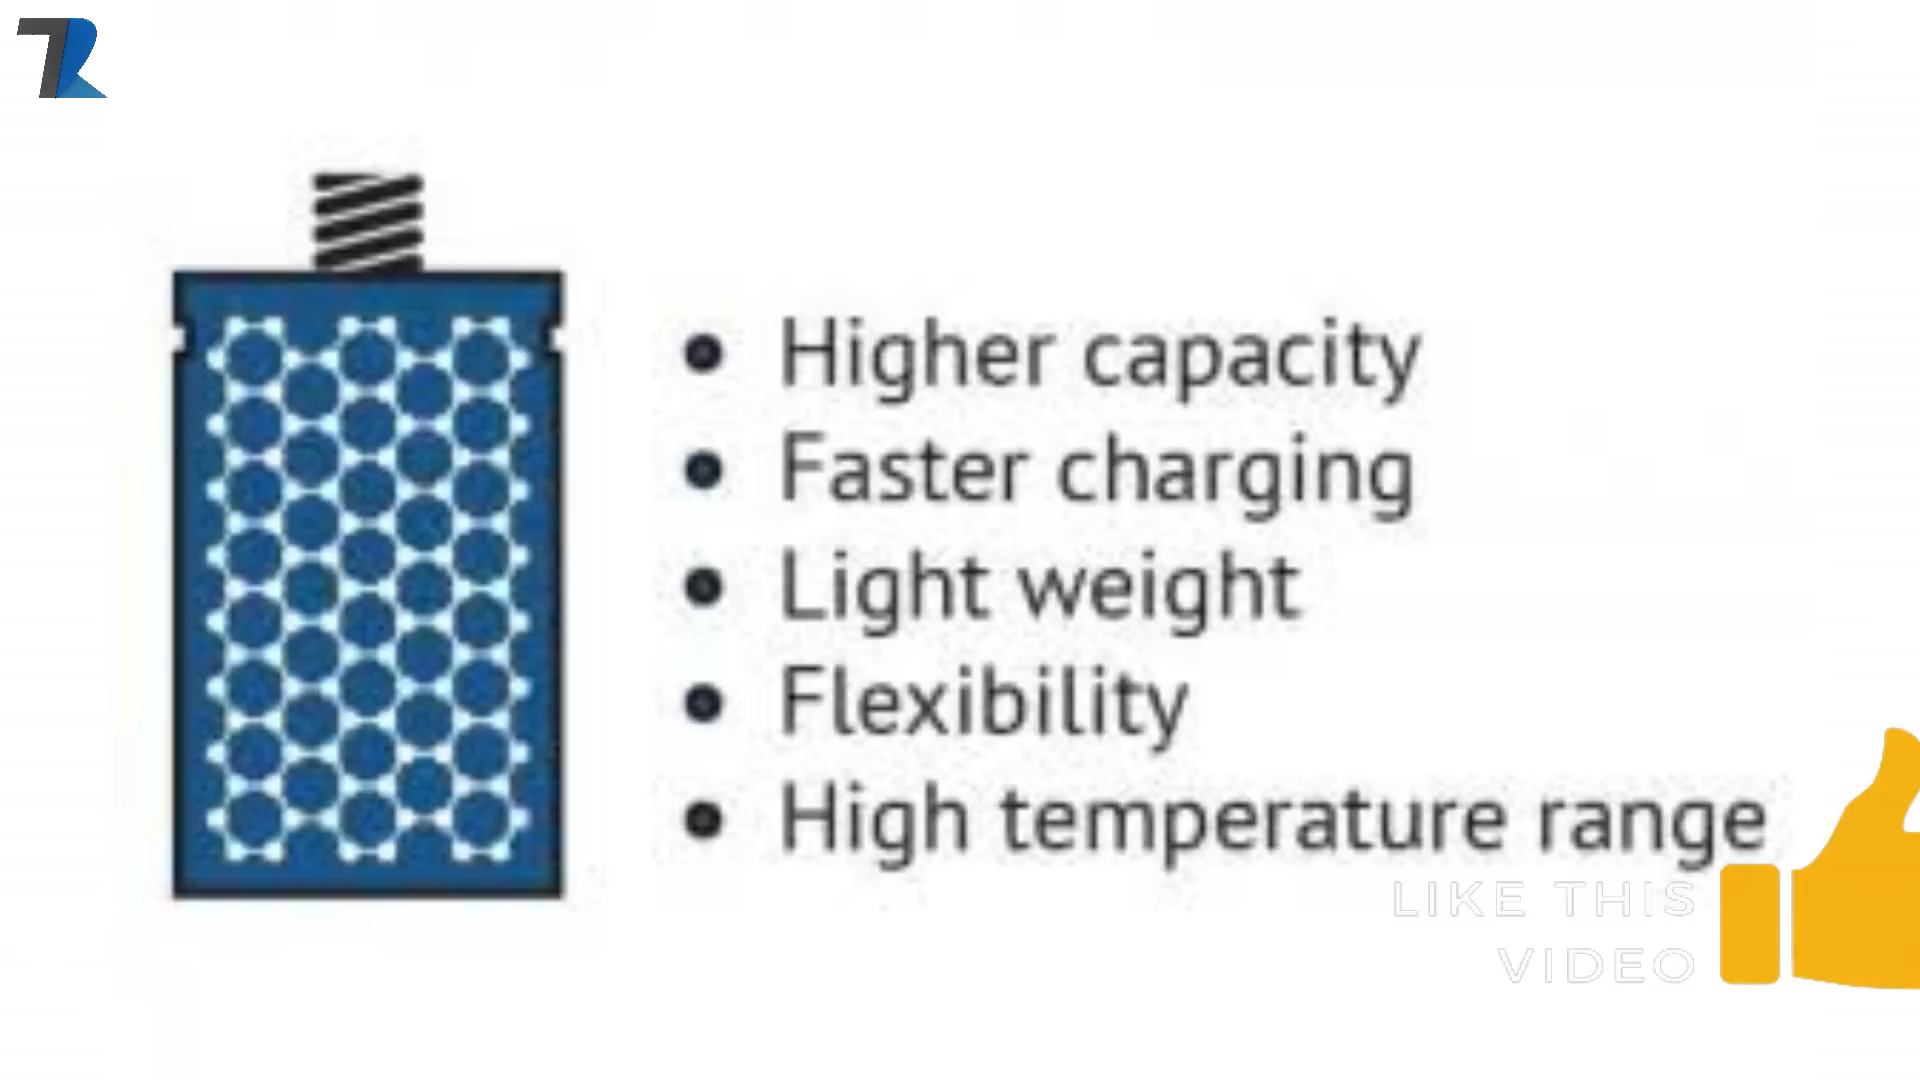 Higher capacity
Faster charging
Light weight
Flexibility
High temperature range
LIKE THIS
VIDEO